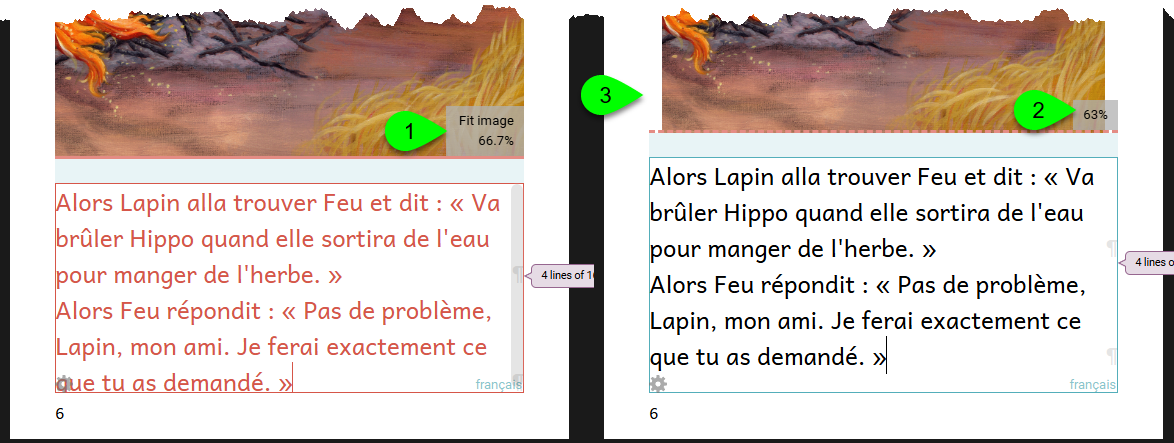 Fit image
66.7%
1
Alors Lapin alla trouver Feu et dit : « Va
brûler Hippo quand elle sortira de l'eau
pour manger de l'herbe. »
4 lines of
Alors Feu répondit : « Pas de problème,
Lapin, mon ami. Je ferai exactement ce
que tu as demandé. »
français
6
3
2
63%
Alors Lapin alla trouver Feu et dit : « Va
brûler Hippo quand elle sortira de l'eau
pour manger de l'herbe. »
4 lines
Alors Feu répondit : « Pas de problème,
Lapin, mon ami. Je ferai exactement ce
que tu as demandé. »
français
6